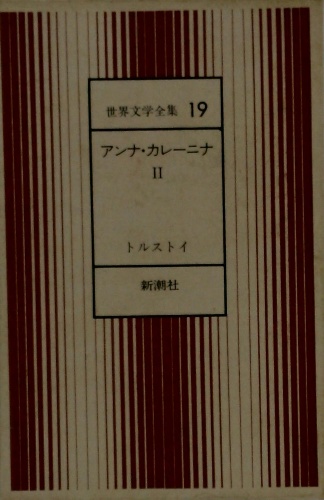 世界文学全集 19
アンナ・カレーニナ
II
トルストイ
新潮社